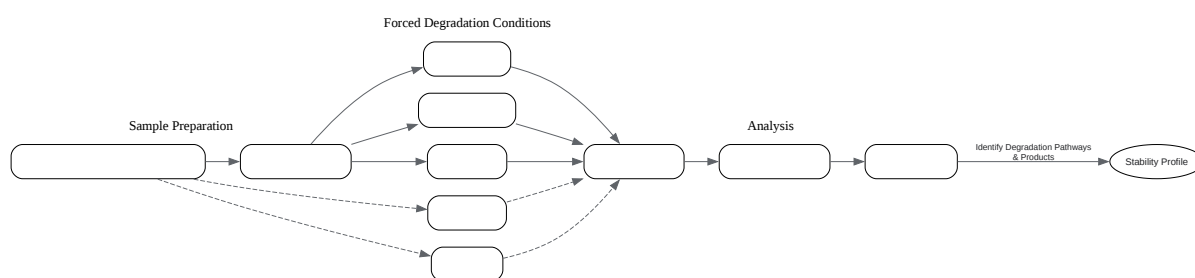 Forced Degradation Conditions
Sample Preparation
Analysis
Identify Degradation Pathways
& Products
Stability Profile